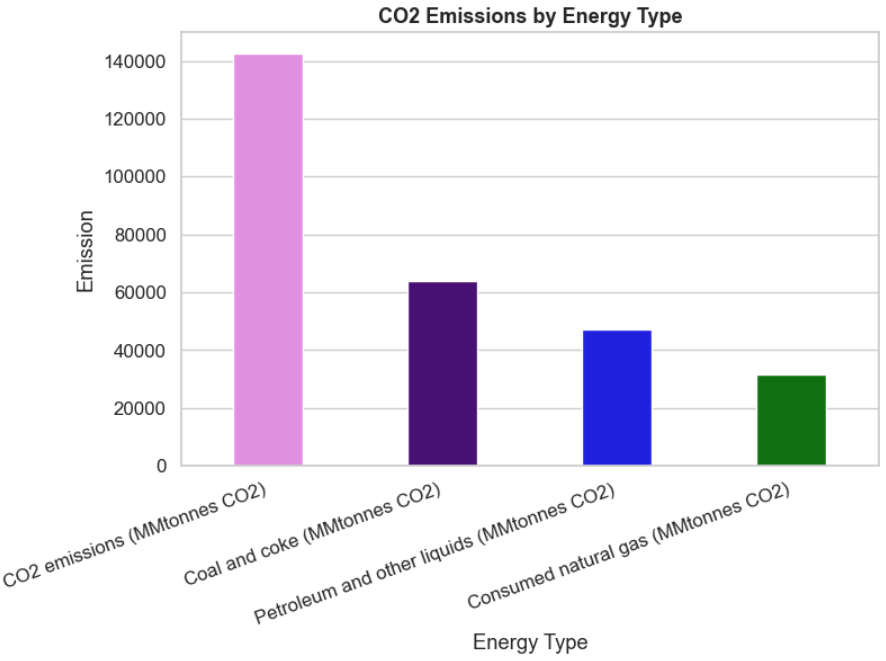 CO2 Emissions by Energy Type
140000
120000
100000
80000
60000
40000
20000
0
Emission
CO2 emissions (MMtonnes CO2)
Coal and coke (MMtonnes CO2)
Petroleum and other liquids (MMtonnes CO2)
Consumed natural gas (MMtonnes CO2)
Energy Type